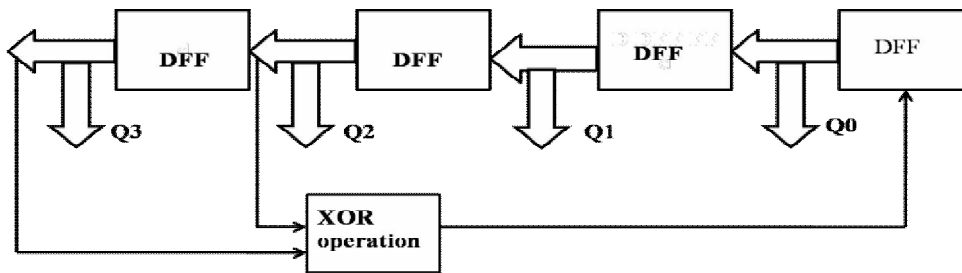 DFF
DFF
DFF
DFF
Q3
Q2
Q1
Q0
XOR
operation